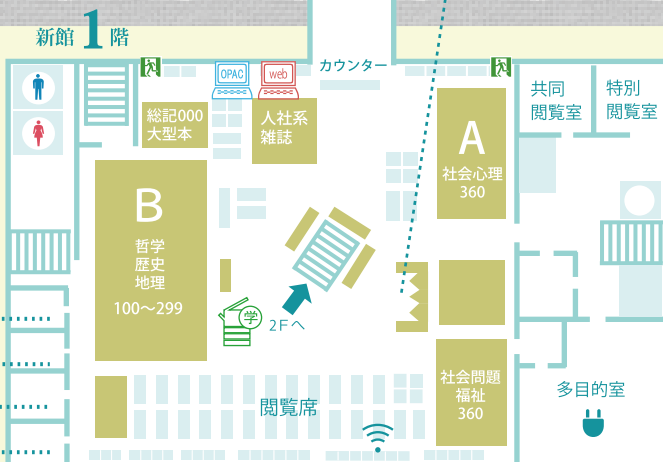 新館 1 階
OPAC
web
カウンター
共同
閲覧室
特別
閲覧室
総記000
大型本
人社系
雑誌
A
社会心理
360
B
哲学
歴史
地理
100〜299
学
2Fへ
社会問題
福祉
360
閲覧席
多目的室